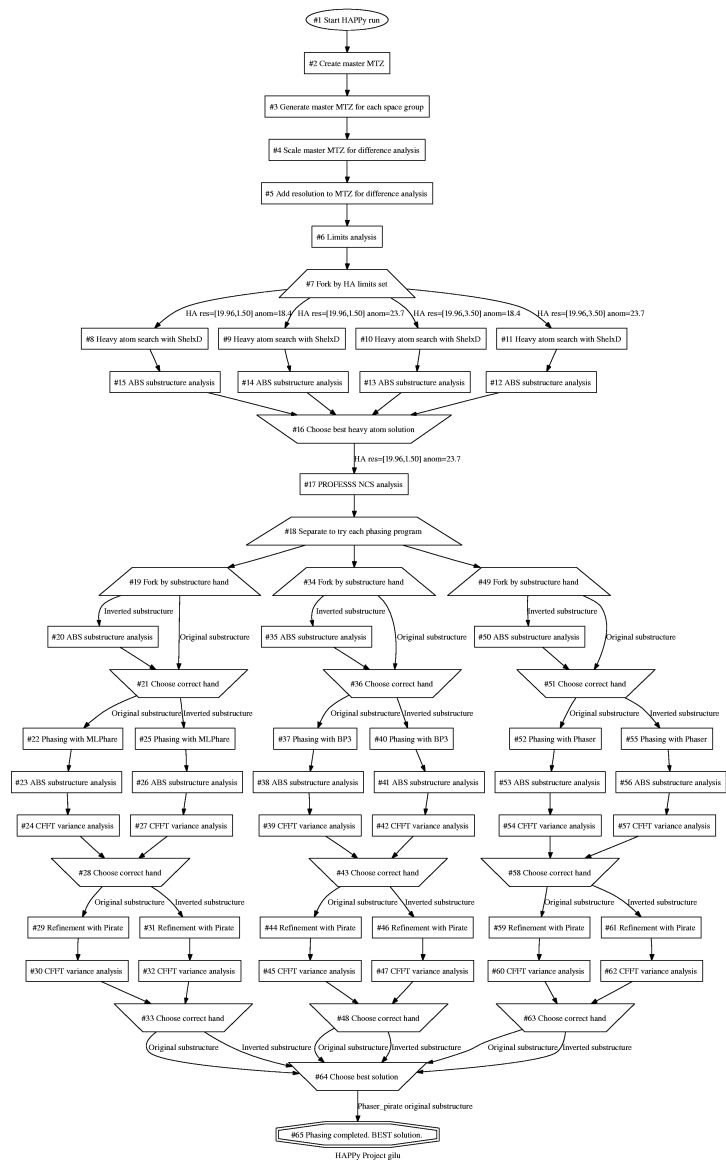 #1 Start HAPPy run
#2 Create master MTZ
#3 Generate master MTZ for each space group
#4 Scale master MTZ for difference analysis
#5 Add resolution to MTZ for difference analysis
#6 Limits analysis
#7 Fork by HA limits set
HA res=[19.96,1.50] anom=18.4
HA res=[19.96,1.50] anom=23.7
HA res=[19.96,3.50] anom=18.4
HA res=[19.96,3.50] anom=23.7
#8 Heavy atom search with ShelxD
#9 Heavy atom search with ShelxD
#10 Heavy atom search with ShelxD
#11 Heavy atom search with ShelxD
#15 ABS substructure analysis
#14 ABS substructure analysis
#13 ABS substructure analysis
#12 ABS substructure analysis
#16 Choose best heavy atom solution
HA res=[19.96,1.50] anom=23.7
#17 PROFESSS NCS analysis
#18 Separate to try each phasing program
#19 Fork by substructure hand
#34 Fork by substructure hand
#49 Fork by substructure hand
Inverted substructure
Inverted substructure
Inverted substructure
#20 ABS substructure analysis
Original substructure
#35 ABS substructure analysis
Original substructure
#50 ABS substructure analysis
Original substructure
#21 Choose correct hand
#36 Choose correct hand
#51 Choose correct hand
Original substructure
Inverted substructure
Original substructure
Inverted substructure
Original substructure
Inverted substructure
#22 Phasing with MLPhare
#25 Phasing with MLPhare
#37 Phasing with BP3
#40 Phasing with BP3
#52 Phasing with Phaser
#55 Phasing with Phaser
#23 ABS substructure analysis
#26 ABS substructure analysis
#38 ABS substructure analysis
#41 ABS substructure analysis
#53 ABS substructure analysis
#56 ABS substructure analysis
#24 CFFT variance analysis
#27 CFFT variance analysis
#39 CFFT variance analysis
#42 CFFT variance analysis
#54 CFFT variance analysis
#57 CFFT variance analysis
#28 Choose correct hand
#43 Choose correct hand
#58 Choose correct hand
Original substructure
Inverted substructure
Original substructure
Inverted substructure
Original substructure
Inverted substructure
#29 Refinement with Pirate
#31 Refinement with Pirate
#44 Refinement with Pirate
#46 Refinement with Pirate
#59 Refinement with Pirate
#61 Refinement with Pirate
#30 CFFT variance analysis
#32 CFFT variance analysis
#45 CFFT variance analysis
#47 CFFT variance analysis
#60 CFFT variance analysis
#62 CFFT variance analysis
#33 Choose correct hand
#48 Choose correct hand
#63 Choose correct hand
Original substructure
Inverted substructure
Original substructure
Inverted substructure
Original substructure
Inverted substructure
#64 Choose best solution
Phaser_pirate original substructure
#65 Phasing completed. BEST solution.
HAPPy Project gilu